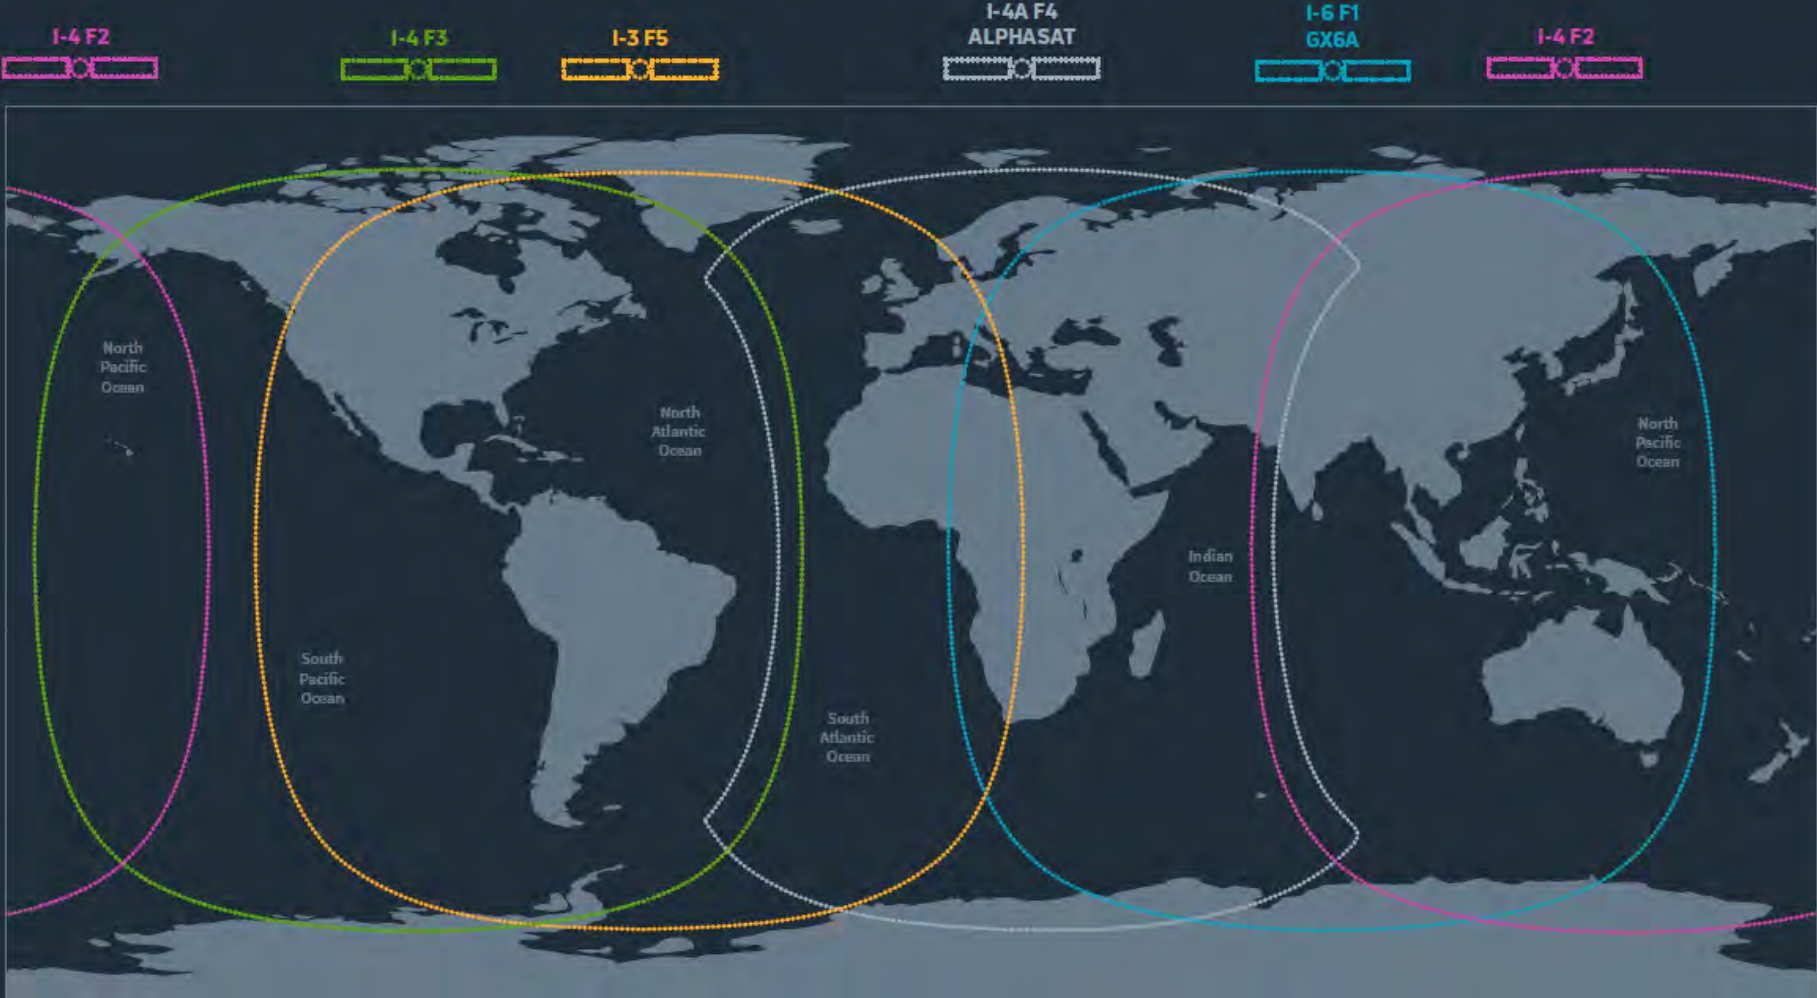 I-4 F2
I-4 F3
I-3 F5
I-4A F4
ALPHASAT
I-6 F1
GX6A
I-4 F2
North
Pacific
Ocean
North
Atlantic
Ocean
North
Pacific
Ocean
Indian
Ocean
South
Pacific
Ocean
South
Atlantic
Ocean